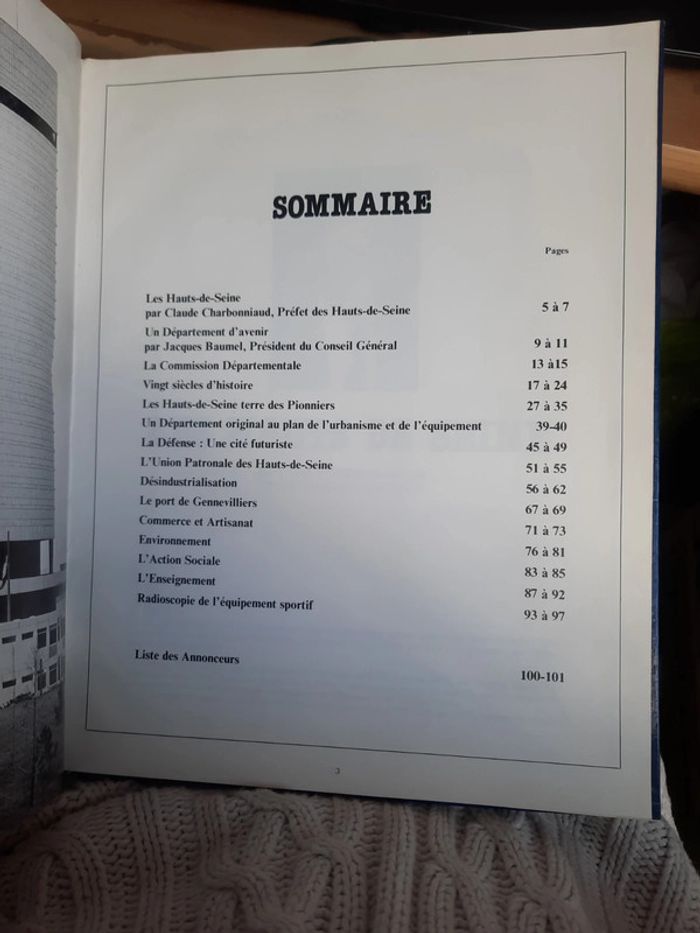 SOMMAIRE
Pages
Les Hauts-de-Seine
par Claude Charbonniaud, Préfet des Hauts-de-Seine 5 à 7
Un Département d'avenir
par Jacques Baumel, Président du Conseil Général 9 à 11
La Commission Départementale 13 à15
Vingt siècles d'histoire 17 à 24
Les Hauts-de-Seine terre des Pionniers 27 à 35
Un Département original au plan de l'urbanisme et de l'équipement 39-40
La Défense : Une cité futuriste 45 à 49
L'Union Patronale des Hauts-de-Seine 51 à 55
Désindustrialisation 56 à 62
Le port de Gennevilliers 67 à 69
Commerce et Artisanat 71 à 73
Environnement 76 à 81
L'Action Sociale 83 à 85
L'Enseignement 87 à 92
Radioscopie de l'équipement sportif 93 à 97
Liste des Annonceurs 100-101
3